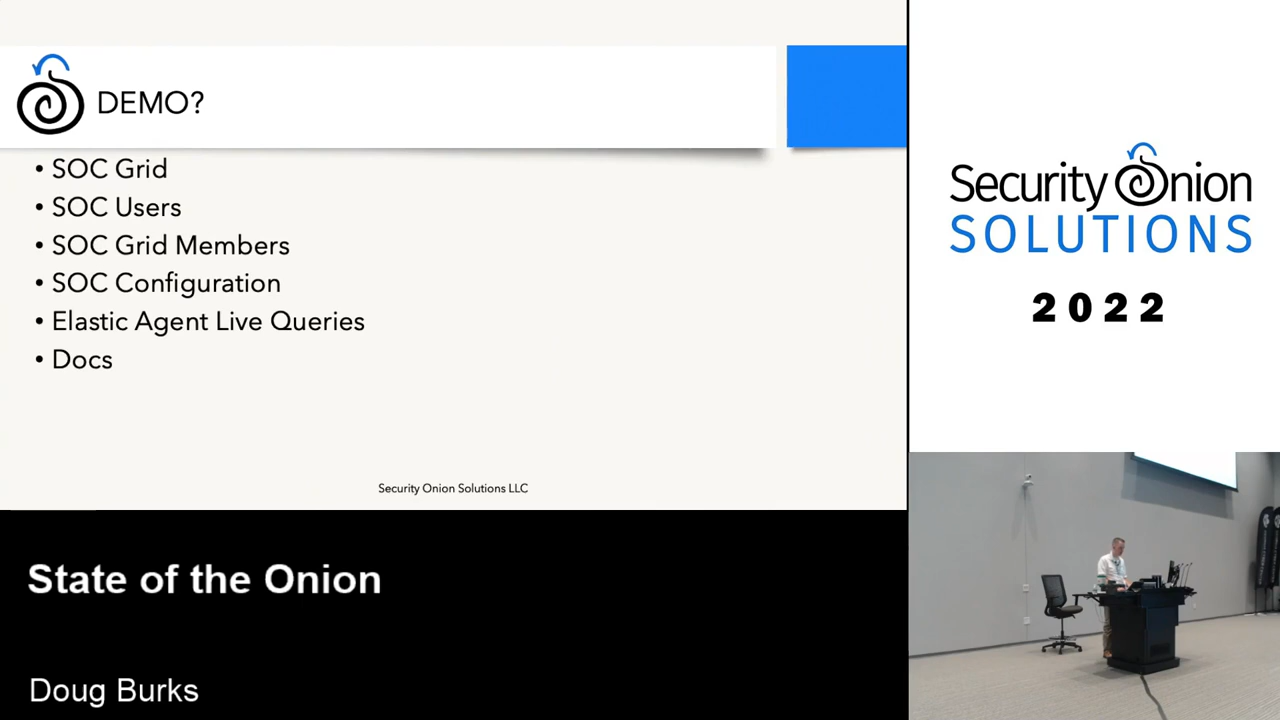 DEMO?
• SOC Grid
• SOC Users
• SOC Grid Members
• SOC Configuration
• Elastic Agent Live Queries
• Docs
Security Onion Solutions LLC
Security Onion
SOLUTIONS
2022
State of the Onion
Doug Burks